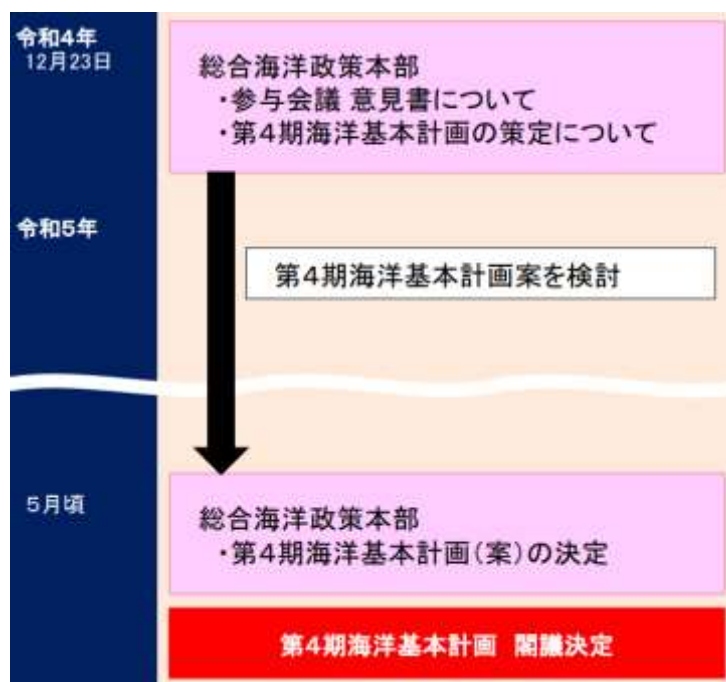 令和4年
12月23日
総合海洋政策本部
・参与会議 意見書について
・第4期海洋基本計画の策定について
令和5年
第4期海洋基本計画案を検討
5月頃
総合海洋政策本部
・第4期海洋基本計画(案)の決定
第4期海洋基本計画 閣議決定